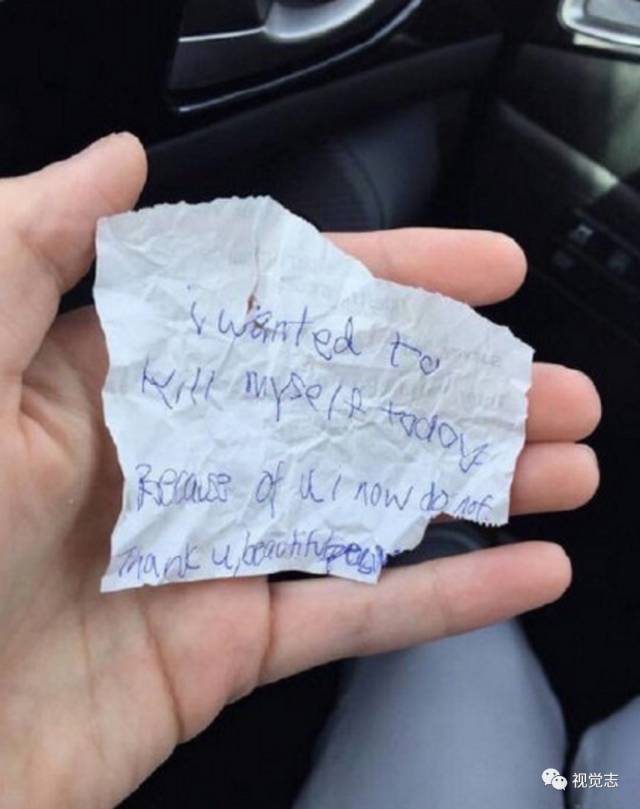 i wanted to
kill myself today
Because of u i now do not
Thank u, beautiful
视觉志